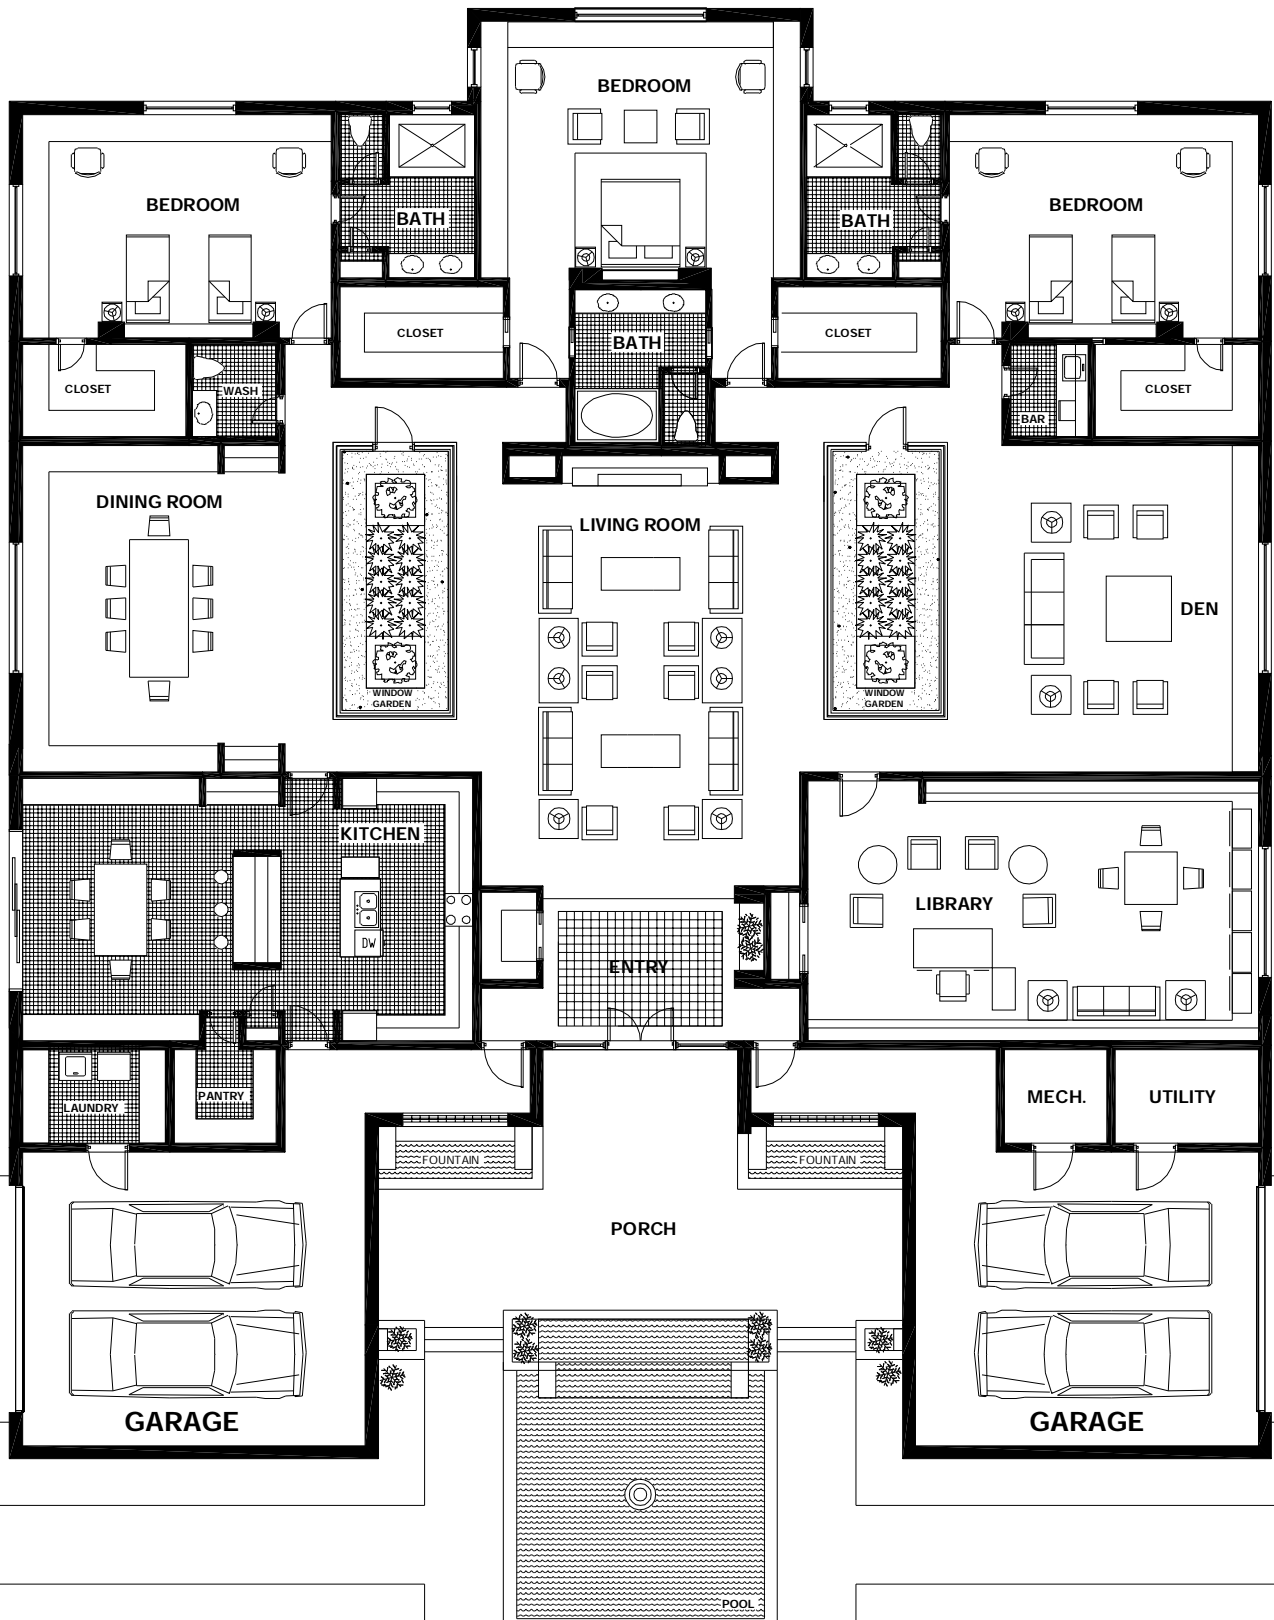 BEDROOM
BEDROOM
BEDROOM
BATH
BATH
CLOSET
CLOSET
BATH
CLOSET
WASH
BAR
CLOSET
DINING ROOM
LIVING ROOM
DEN
WINDOW
GARDEN
WINDOW
GARDEN
KITCHEN
LIBRARY
DW
ENTRY
LAUNDRY
PANTRY
MECH.
UTILITY
FOUNTAIN
FOUNTAIN
PORCH
GARAGE
GARAGE
POOL